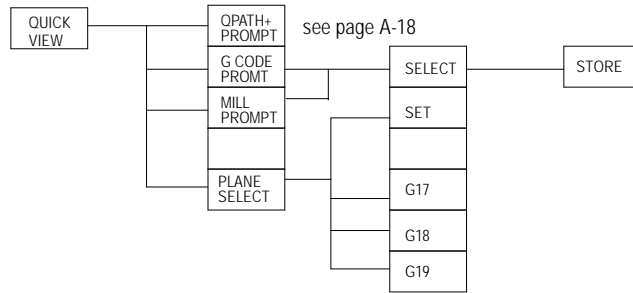 QUICK
VIEW
QPATH+
PROMPT
see page A-18
G CODE
PROMT
MILL
PROMPT
PLANE
SELECT
SELECT
SET
G17
G18
G19
STORE